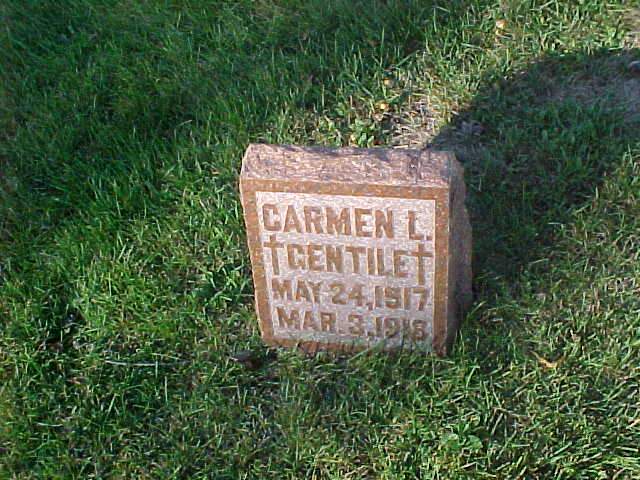 CARMEN L.
†GENTILE†
MAY 24, 1917
MAR. 3, 1918